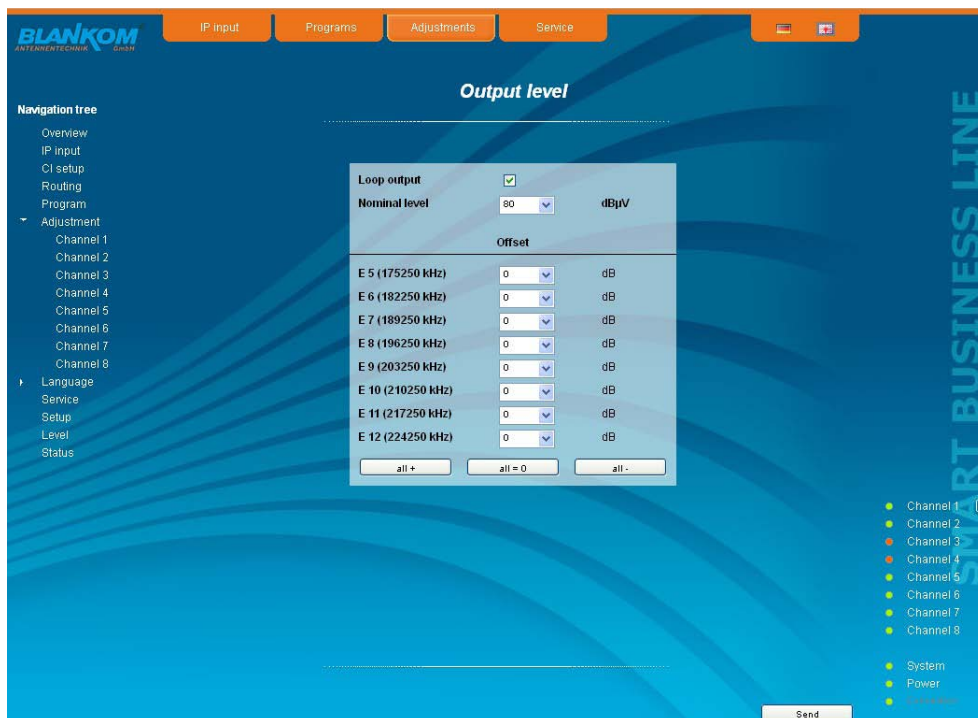 BLANKOM
ANTENNENTECHNIK GmbH
IP input
Programs
Adjustments
Service
Output level
Navigation tree
Overview
IP input
CI setup
Routing
Program
Adjustment
Channel 1
Channel 2
Channel 3
Channel 4
Channel 5
Channel 6
Channel 7
Channel 8
Language
Service
Setup
Level
Status
Loop output
Nominal level 80 dBµV
Offset
E 5 (175250 kHz) 0 dB
E 6 (182250 kHz) 0 dB
E 7 (189250 kHz) 0 dB
E 8 (196250 kHz) 0 dB
E 9 (203250 kHz) 0 dB
E 10 (210250 kHz) 0 dB
E 11 (217250 kHz) 0 dB
E 12 (224250 kHz) 0 dB
all + all = 0 all -
SMART BUSINESS LINE
Channel 1
Channel 2
Channel 3
Channel 4
Channel 5
Channel 6
Channel 7
Channel 8
System
Power
Send